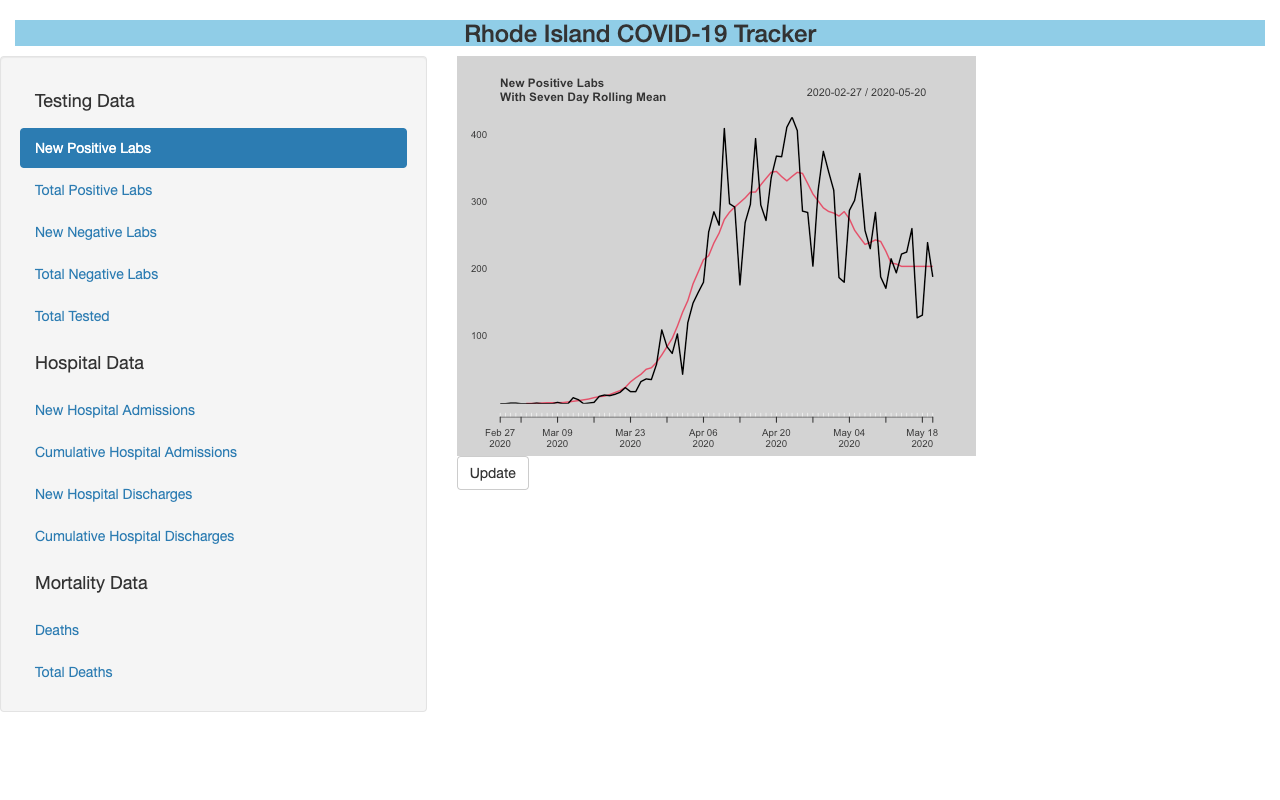 Rhode Island COVID-19 Tracker
Testing Data
New Positive Labs
Total Positive Labs
New Negative Labs
Total Negative Labs
Total Tested
Hospital Data
New Hospital Admissions
Cumulative Hospital Admissions
New Hospital Discharges
Cumulative Hospital Discharges
Mortality Data
Deaths
Total Deaths
New Positive Labs
With Seven Day Rolling Mean
2020-02-27 / 2020-05-20
400
300
200
100
Feb 27 Mar 09 Mar 23 Apr 06 Apr 20 May 04 May 18
2020 2020 2020 2020 2020 2020 2020
Update